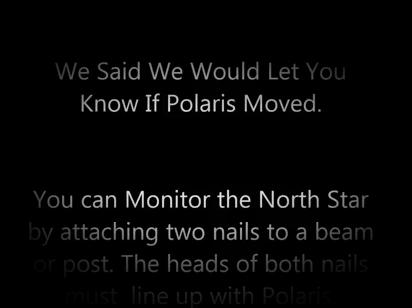 We Said We Would Let You
Know If Polaris Moved.
You can Monitor the North Star
by attaching two nails to a beam
or post. The heads of both nails
must line up with Polaris.